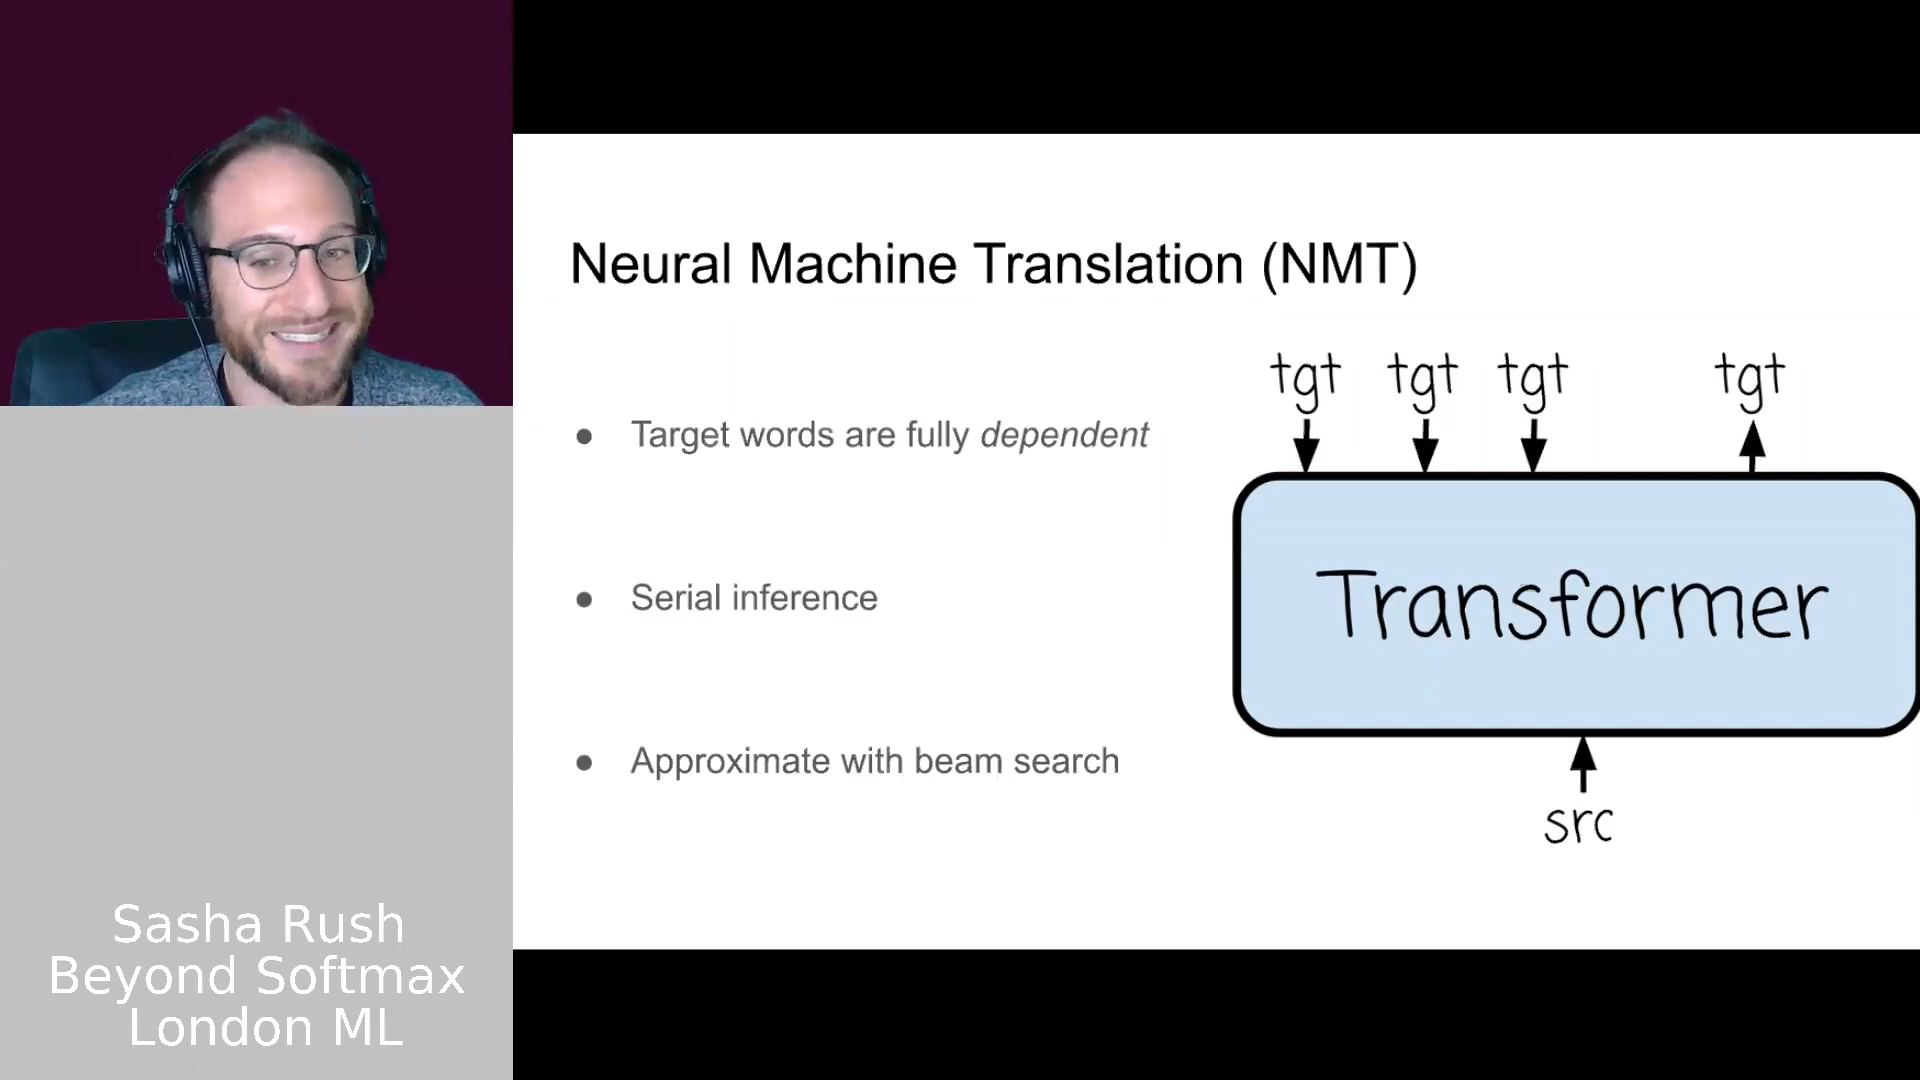 Neural Machine Translation (NMT)
● Target words are fully dependent
● Serial inference
● Approximate with beam search
tgt tgt tgt tgt
Transformer
src
Sasha Rush
Beyond Softmax
London ML